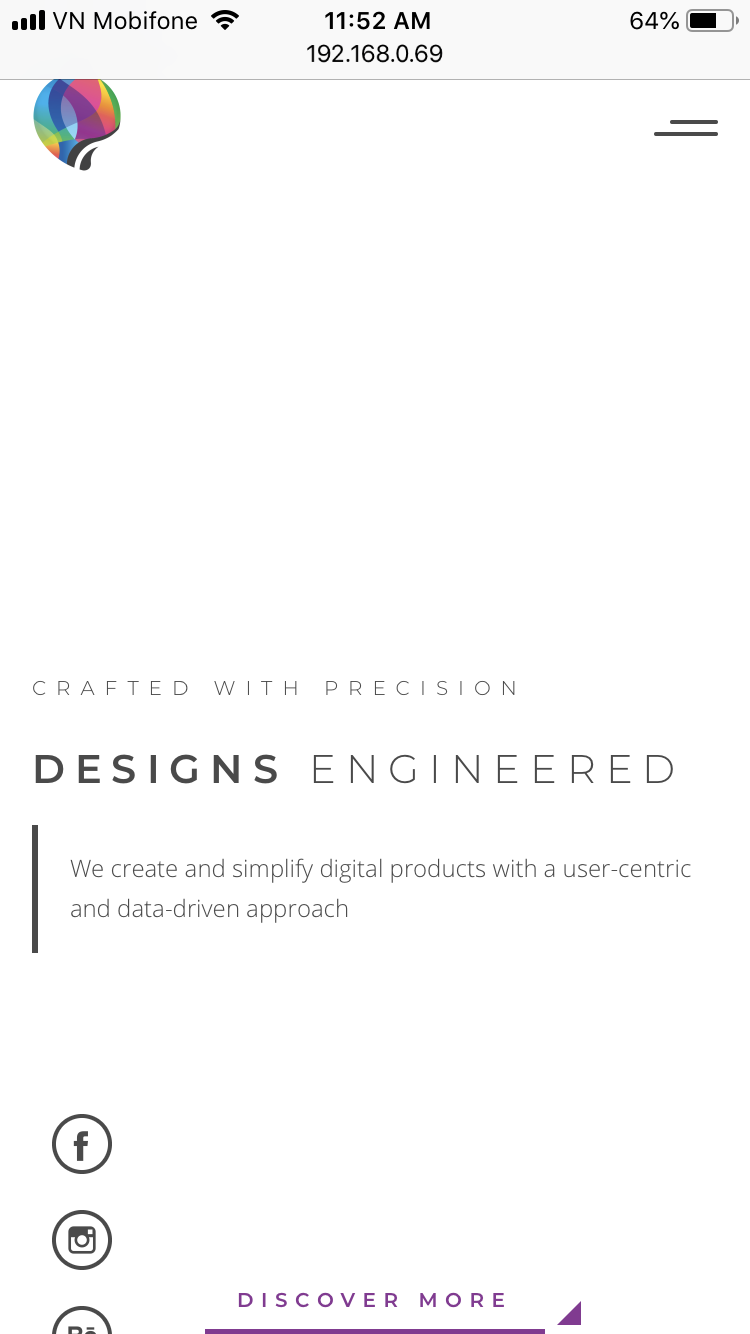 VN Mobifone 11:52 AM 64%
192.168.0.69
CRAFTED WITH PRECISION
DESIGNS ENGINEERED
We create and simplify digital products with a user-centric
and data-driven approach
f
DISCOVER MORE
Bē